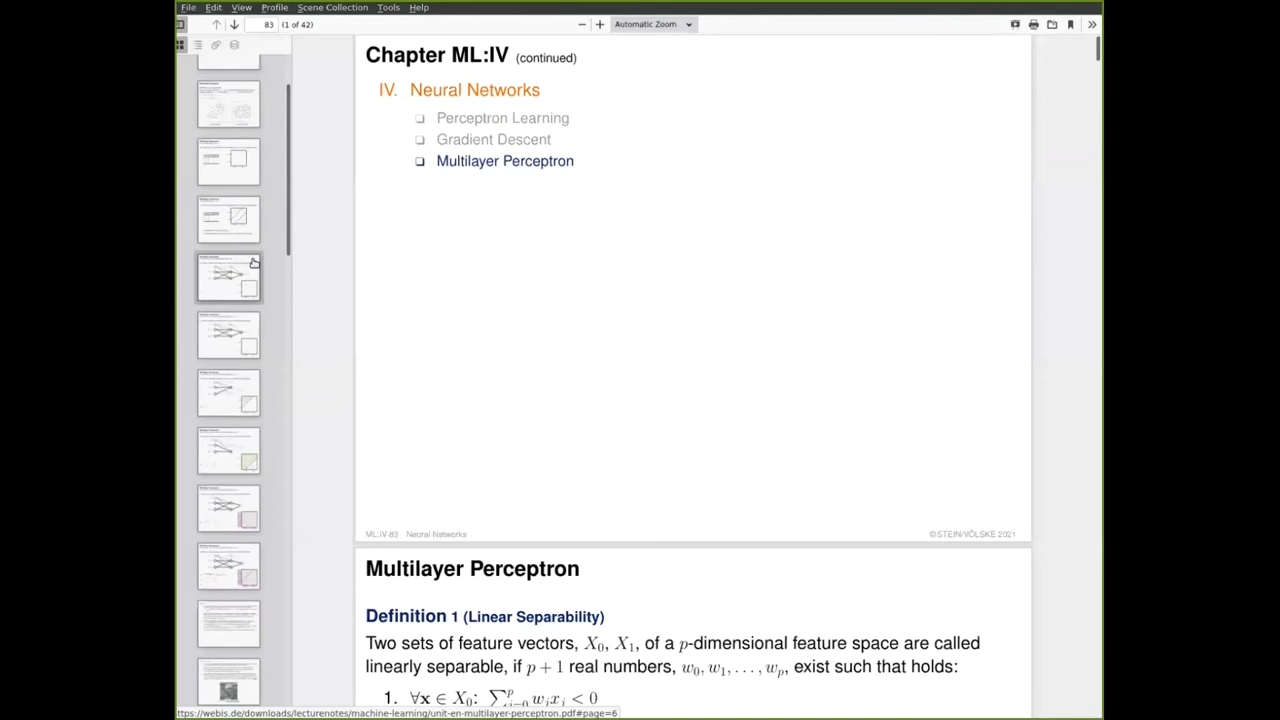 File Edit View Profile Scene Collection Tools Help
83 (1 of 42) Automatic Zoom
Chapter ML:IV (continued)
IV. Neural Networks
❑ Perceptron Learning
❑ Gradient Descent
❑ Multilayer Perceptron
ML:IV-83 Neural Networks ©STEIN/VÖLSKE 2021
Multilayer Perceptron
Definition 1 (Linear Separability)
Two sets of feature vectors, X₀, X₁, of a p-dimensional feature space are called
linearly separable, if p + 1 real numbers, w₀, w₁, . . . , wₚ, exist such that holds:
1. ∀x ∈ X₀: ∑ᵖⱼ₌₀ wⱼxⱼ < 0
ttps://webis.de/downloads/lecturenotes/machine-learning/unit-en-multilayer-perceptron.pdf#page=6